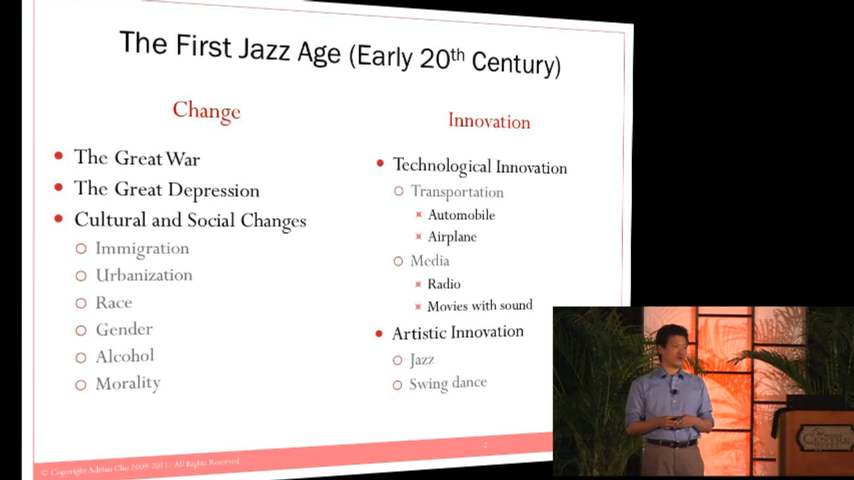 The First Jazz Age (Early 20th Century)
Change
The Great War
The Great Depression
Cultural and Social Changes
Immigration
Urbanization
Race
Gender
Alcohol
Morality
Innovation
Technological Innovation
Transportation
Automobile
Airplane
Media
Radio
Movies with sound
Artistic Innovation
Jazz
Swing dance
2
© Copyright Adrian Cho 2009-2011. All Rights Reserved.
CENTRE